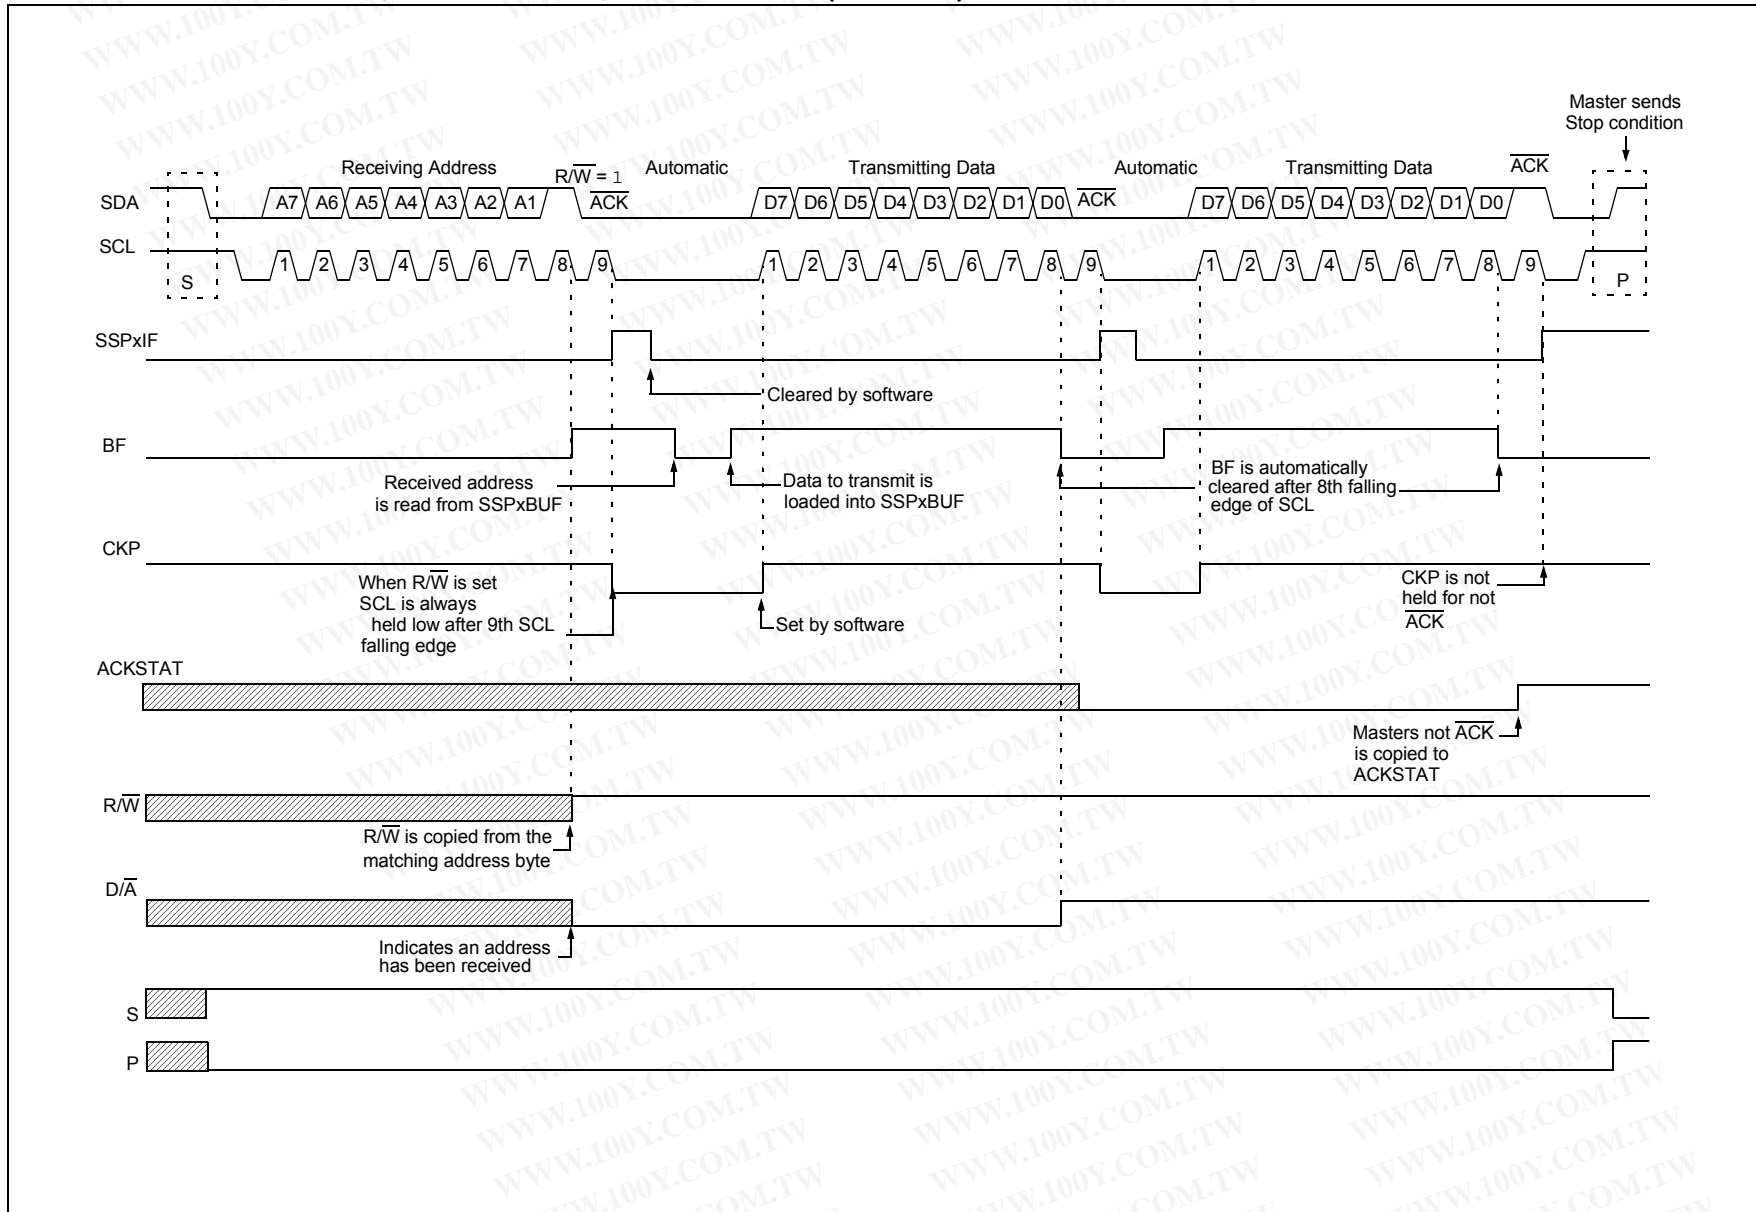 Master sends
Stop condition
Receiving Address
R/W = 1
Automatic
Transmitting Data
Automatic
Transmitting Data
ACK
SDA
A7 A6 A5 A4 A3 A2 A1
ACK
D7 D6 D5 D4 D3 D2 D1 D0
ACK
D7 D6 D5 D4 D3 D2 D1 D0
SCL
S
1 2 3 4 5 6 7 8 9
1 2 3 4 5 6 7 8 9
1 2 3 4 5 6 7 8 9
P
SSPxIF
Cleared by software
BF
Received address
is read from SSPxBUF
Data to transmit is
loaded into SSPxBUF
BF is automatically
cleared after 8th falling
edge of SCL
CKP
When R/W is set
SCL is always
held low after 9th SCL
falling edge
Set by software
CKP is not
held for not
ACK
ACKSTAT
Masters not ACK
is copied to
ACKSTAT
R/W
R/W is copied from the
matching address byte
D/A
Indicates an address
has been received
S
P
WWW.100Y.COM.TW